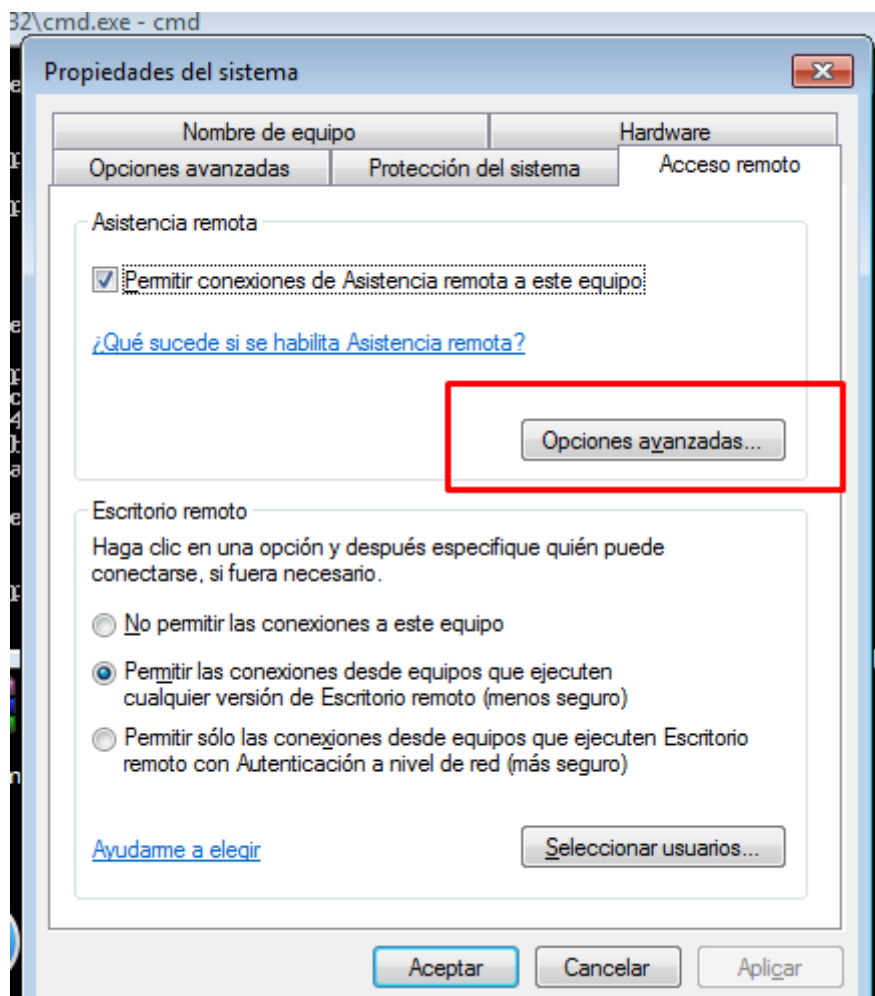 32\cmd.exe - cmd
Propiedades del sistema
Nombre de equipo
Hardware
Opciones avanzadas
Protección del sistema
Acceso remoto
Asistencia remota
Permitir conexiones de Asistencia remota a este equipo
¿Qué sucede si se habilita Asistencia remota?
Opciones avanzadas...
Escritorio remoto
Haga clic en una opción y después especifique quién puede
conectarse, si fuera necesario.
No permitir las conexiones a este equipo
Permitir las conexiones desde equipos que ejecuten
cualquier versión de Escritorio remoto (menos seguro)
Permitir sólo las conexiones desde equipos que ejecuten Escritorio
remoto con Autenticación a nivel de red (más seguro)
Ayudarme a elegir
Seleccionar usuarios...
Aceptar
Cancelar
Aplicar